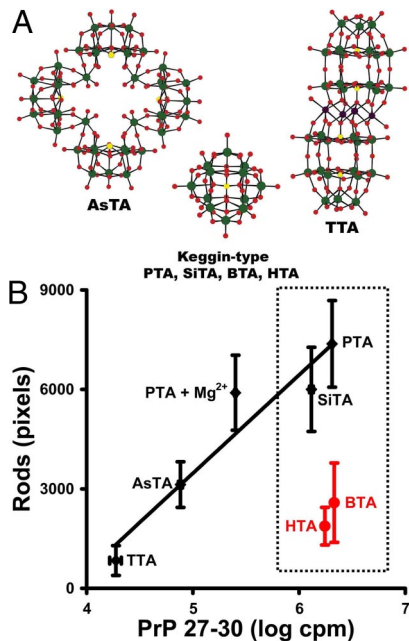 A
AsTA
TTA
Keggin-type
PTA, SiTA, BTA, HTA
B
9000
6000
3000
0
Rods (pixels)
PTA
PTA + Mg²⁺
SiTA
AsTA
BTA
HTA
TTA
4 5 6 7
PrP 27-30 (log cpm)